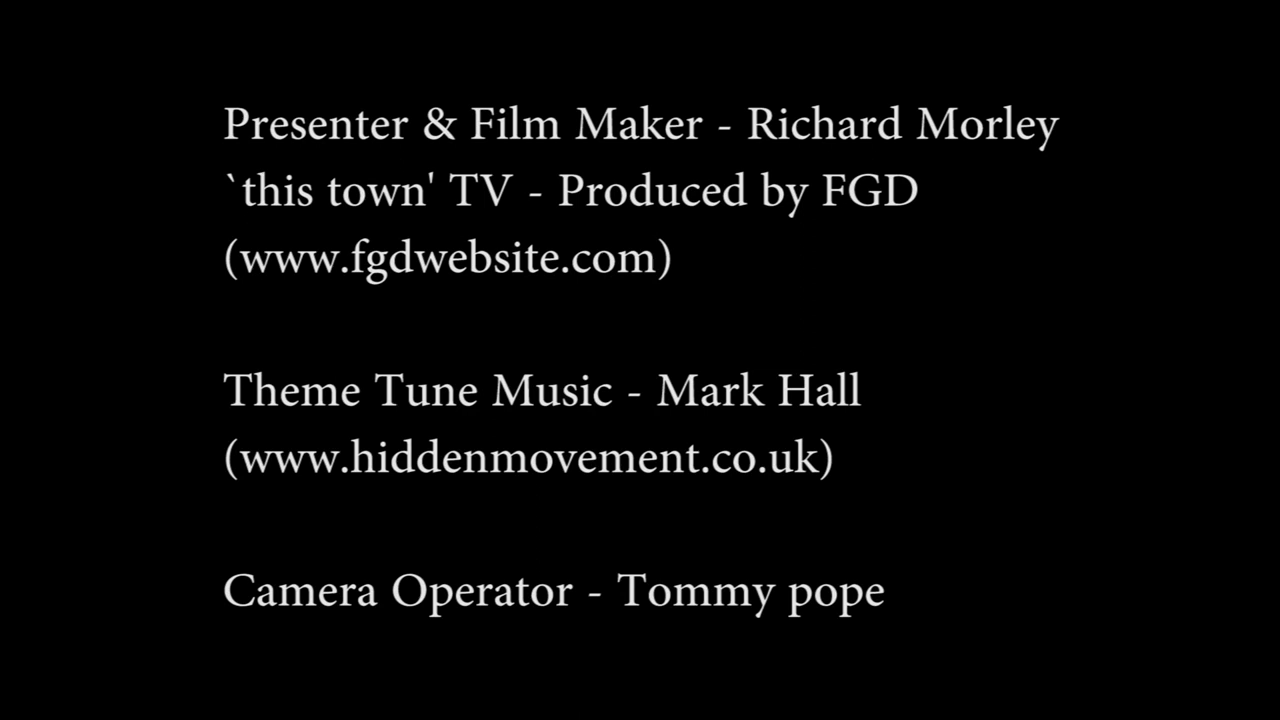 Presenter & Film Maker - Richard Morley
`this town' TV - Produced by FGD
(www.fgdwebsite.com)
Theme Tune Music - Mark Hall
(www.hiddenmovement.co.uk)
Camera Operator - Tommy pope